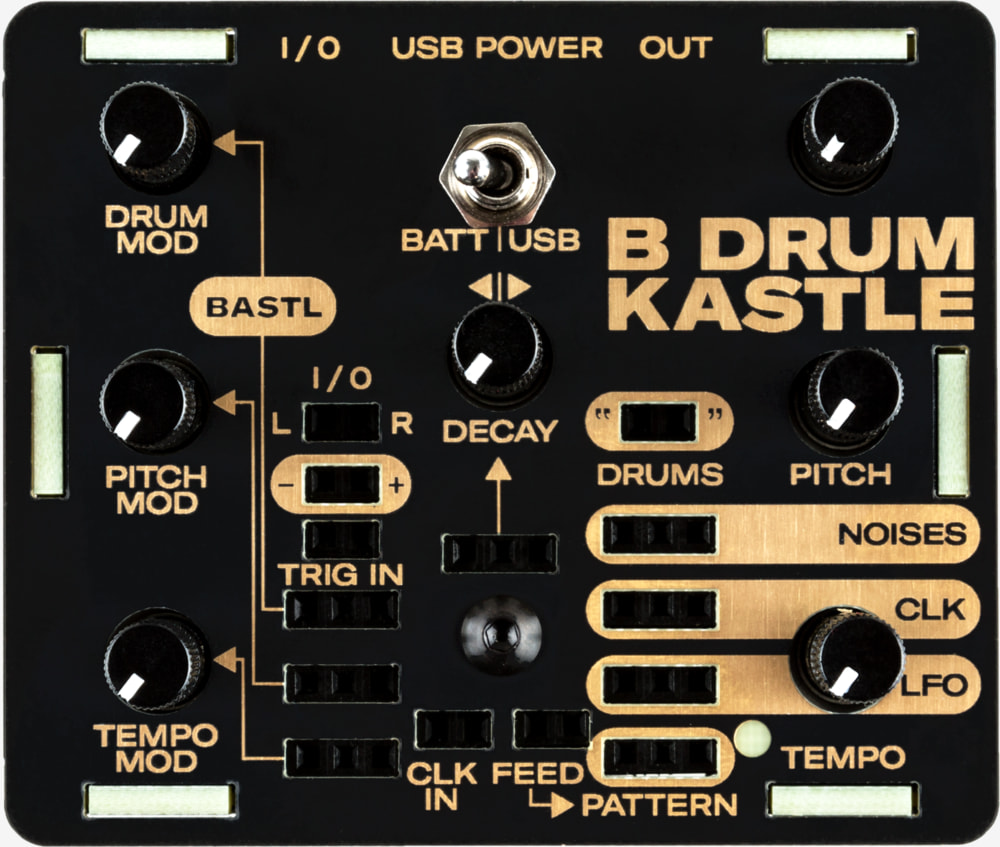 I/O USB POWER OUT
DRUM
MOD
BATT|USB
B DRUM
KASTLE
BASTL
I/O
L R
DECAY
“ ”
DRUMS
PITCH
PITCH
MOD
- +
NOISES
TRIG IN
CLK
LFO
TEMPO
MOD
CLK
IN
FEED
PATTERN
TEMPO